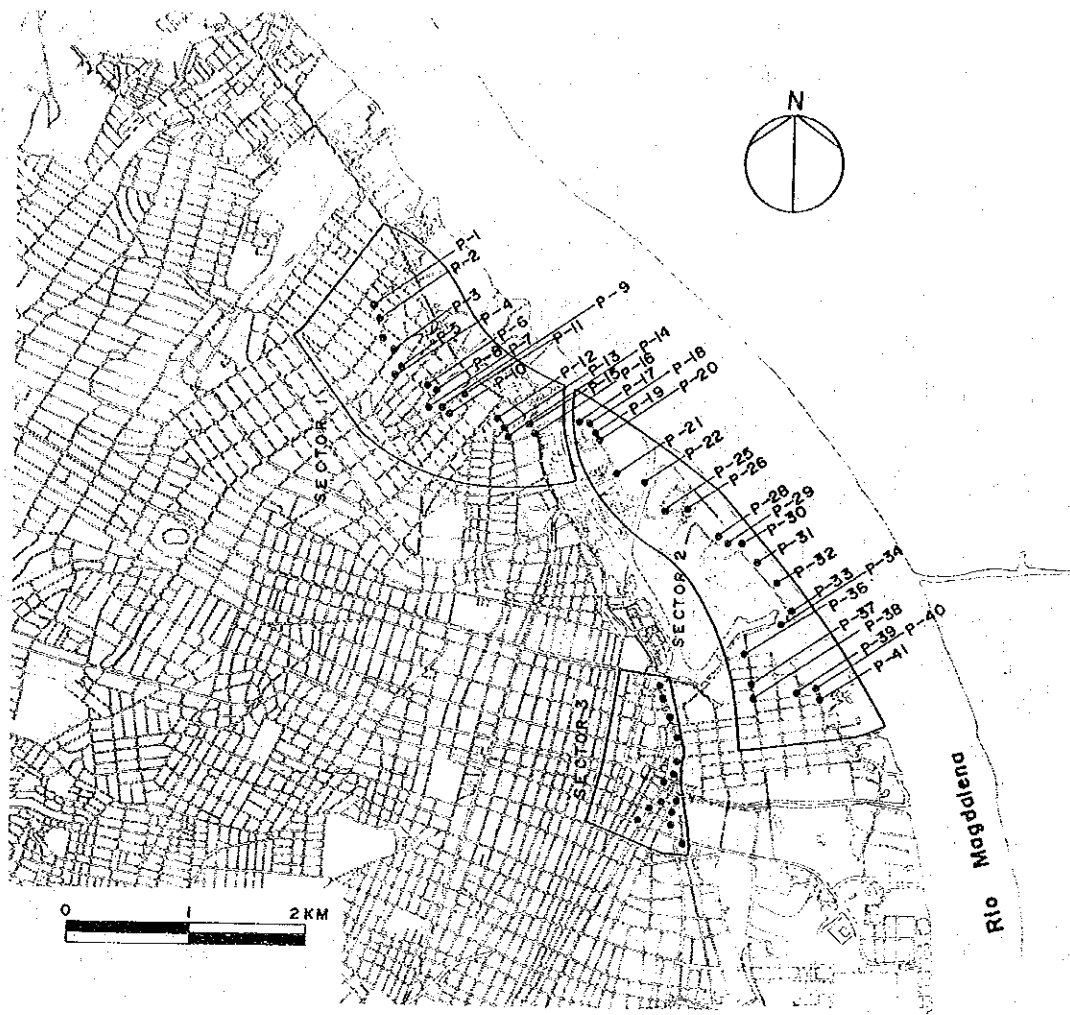 N
P-1
P-2
P-3
P-4
P-5
P-6
P-7
P-8
P-9
P-10
P-11
P-12
P-13
P-14
P-15
P-16
P-17
P-18
P-19
P-20
P-21
P-22
P-25
P-26
P-28
P-29
P-30
P-31
P-32
P-33
P-34
P-36
P-37
P-38
P-39
P-40
P-41
SECTOR 1
SECTOR 2
SECTOR 3
Río Magdalena
0 1 2 KM